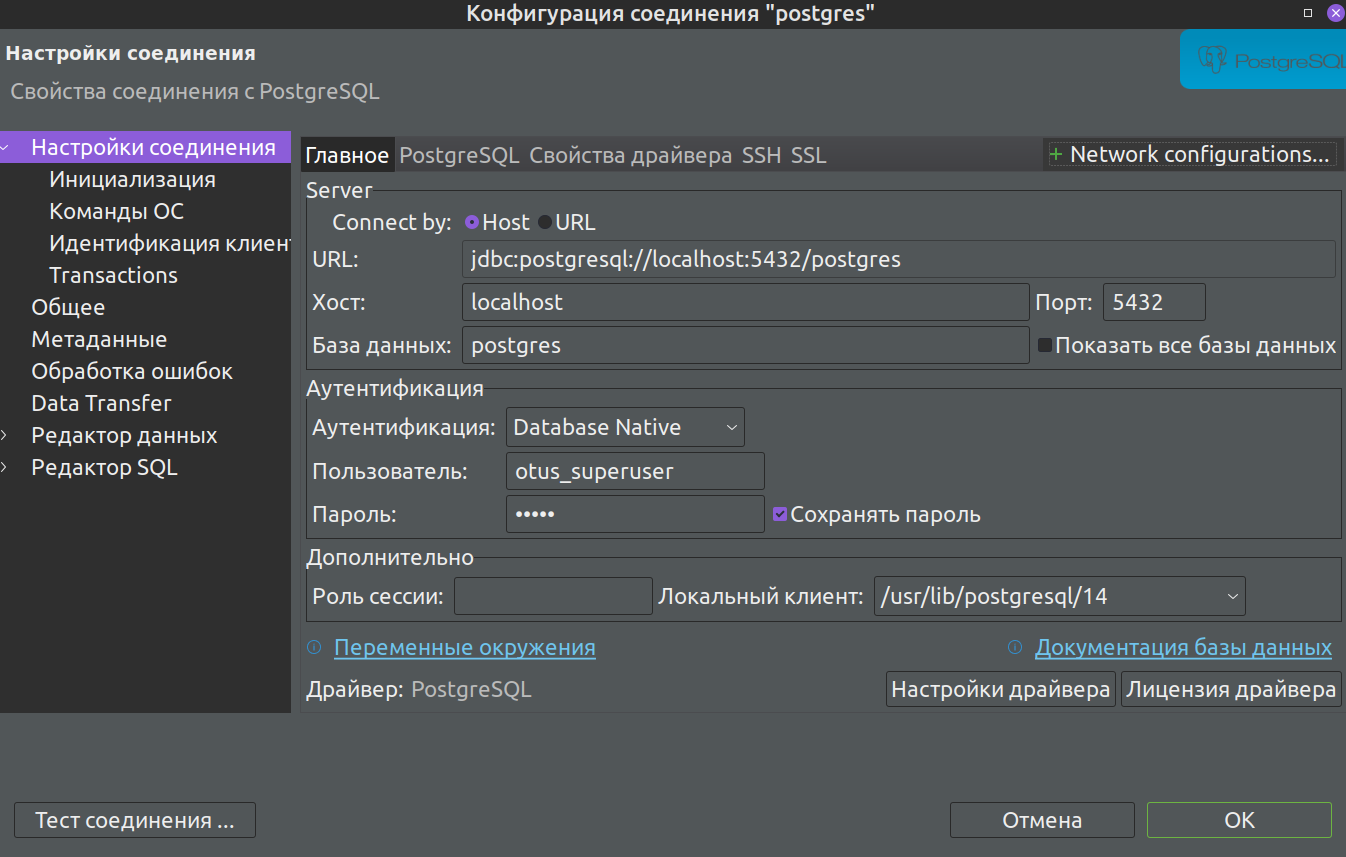 Конфигурация соединения "postgres"
Настройки соединения
PostgreSQL
Свойства соединения с PostgreSQL
Настройки соединения
Инициализация
Команды ОС
Идентификация клиент
Transactions
Общее
Метаданные
Обработка ошибок
Data Transfer
Редактор данных
Редактор SQL
Главное PostgreSQL Свойства драйвера SSH SSL + Network configurations...
Server
Connect by: Host URL
URL: jdbc:postgresql://localhost:5432/postgres
Хост: localhost Порт: 5432
База данных: postgres Показать все базы данных
Аутентификация
Аутентификация: Database Native
Пользователь: otus_superuser
Пароль: ••••• Сохранять пароль
Дополнительно
Роль сессии: Локальный клиент: /usr/lib/postgresql/14
Переменные окружения Документация базы данных
Драйвер: PostgreSQL Настройки драйвера Лицензия драйвера
Тест соединения ... Отмена ОК